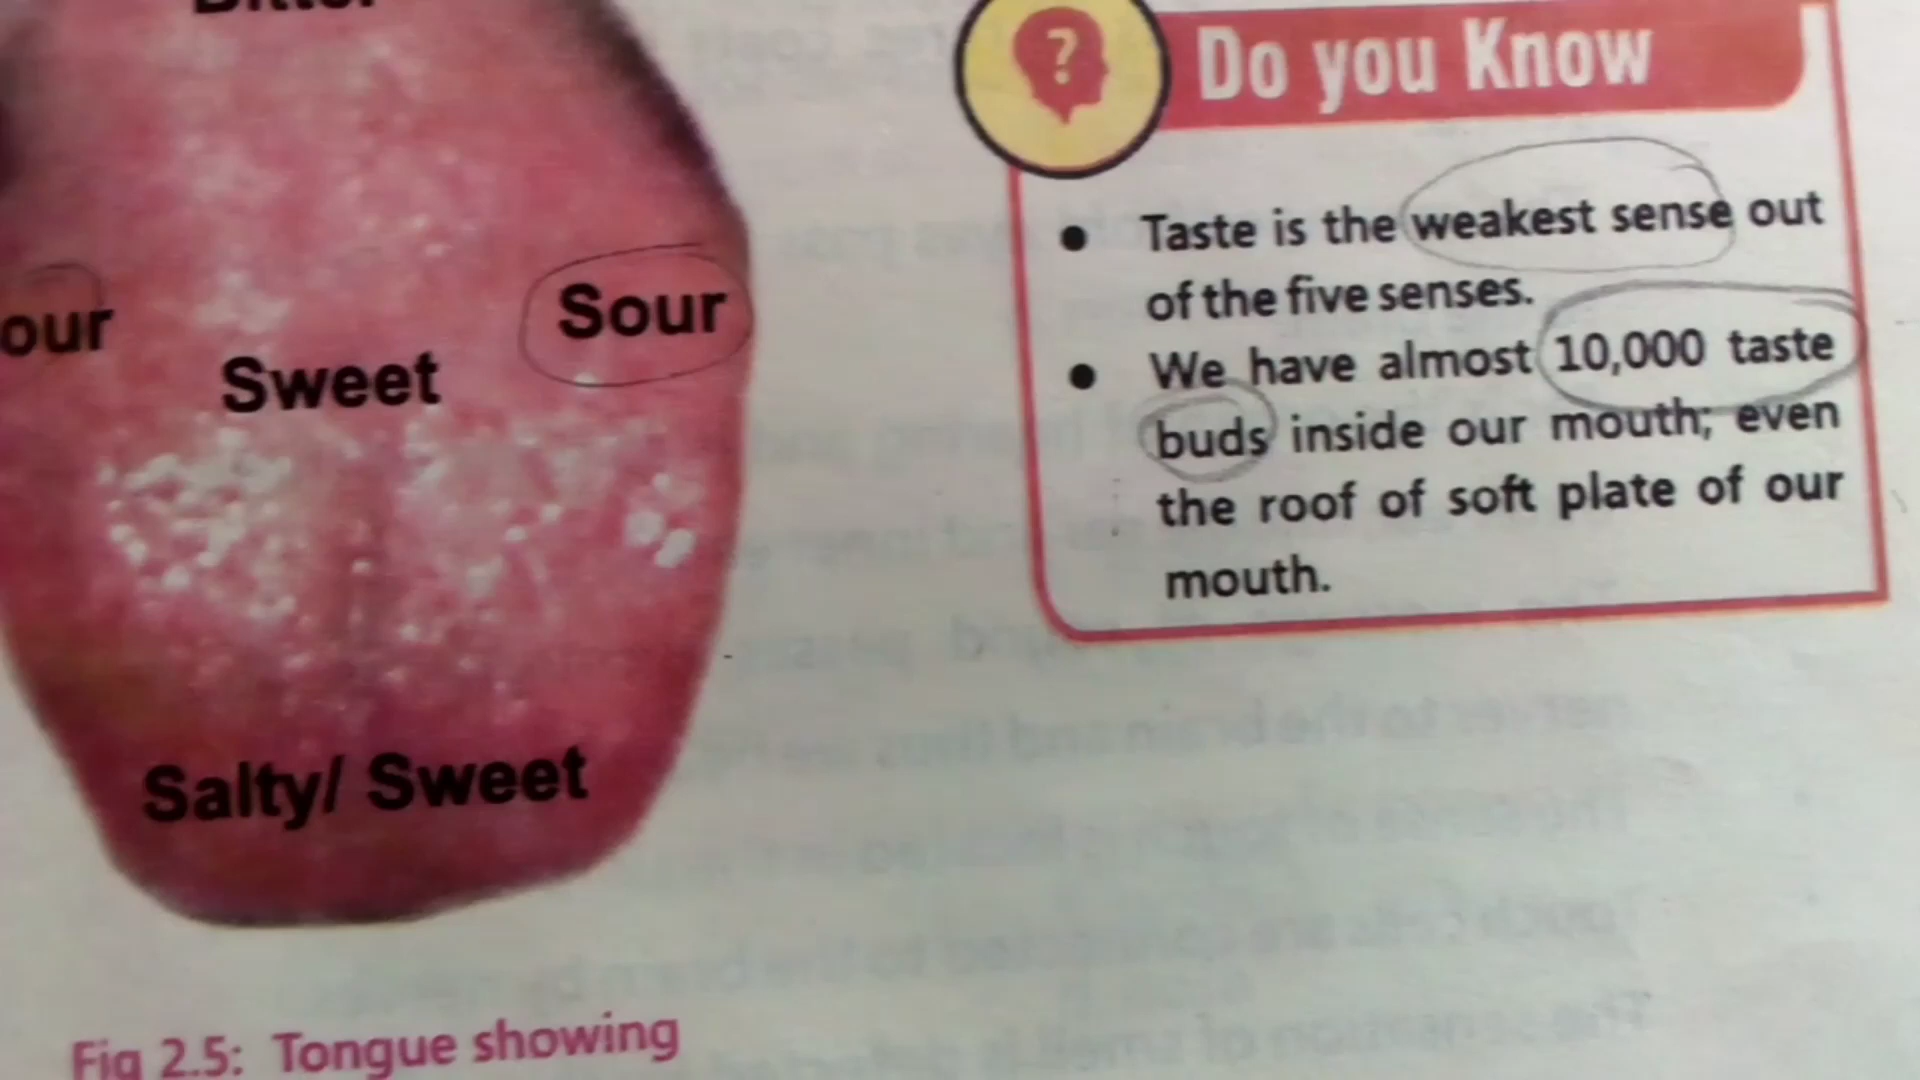 our
Sweet
Sour
Salty/ Sweet
Fig 2.5: Tongue showing
?
Do you Know
• Taste is the weakest sense out
of the five senses.
• We have almost 10,000 taste
buds inside our mouth; even
the roof of soft plate of our
mouth.